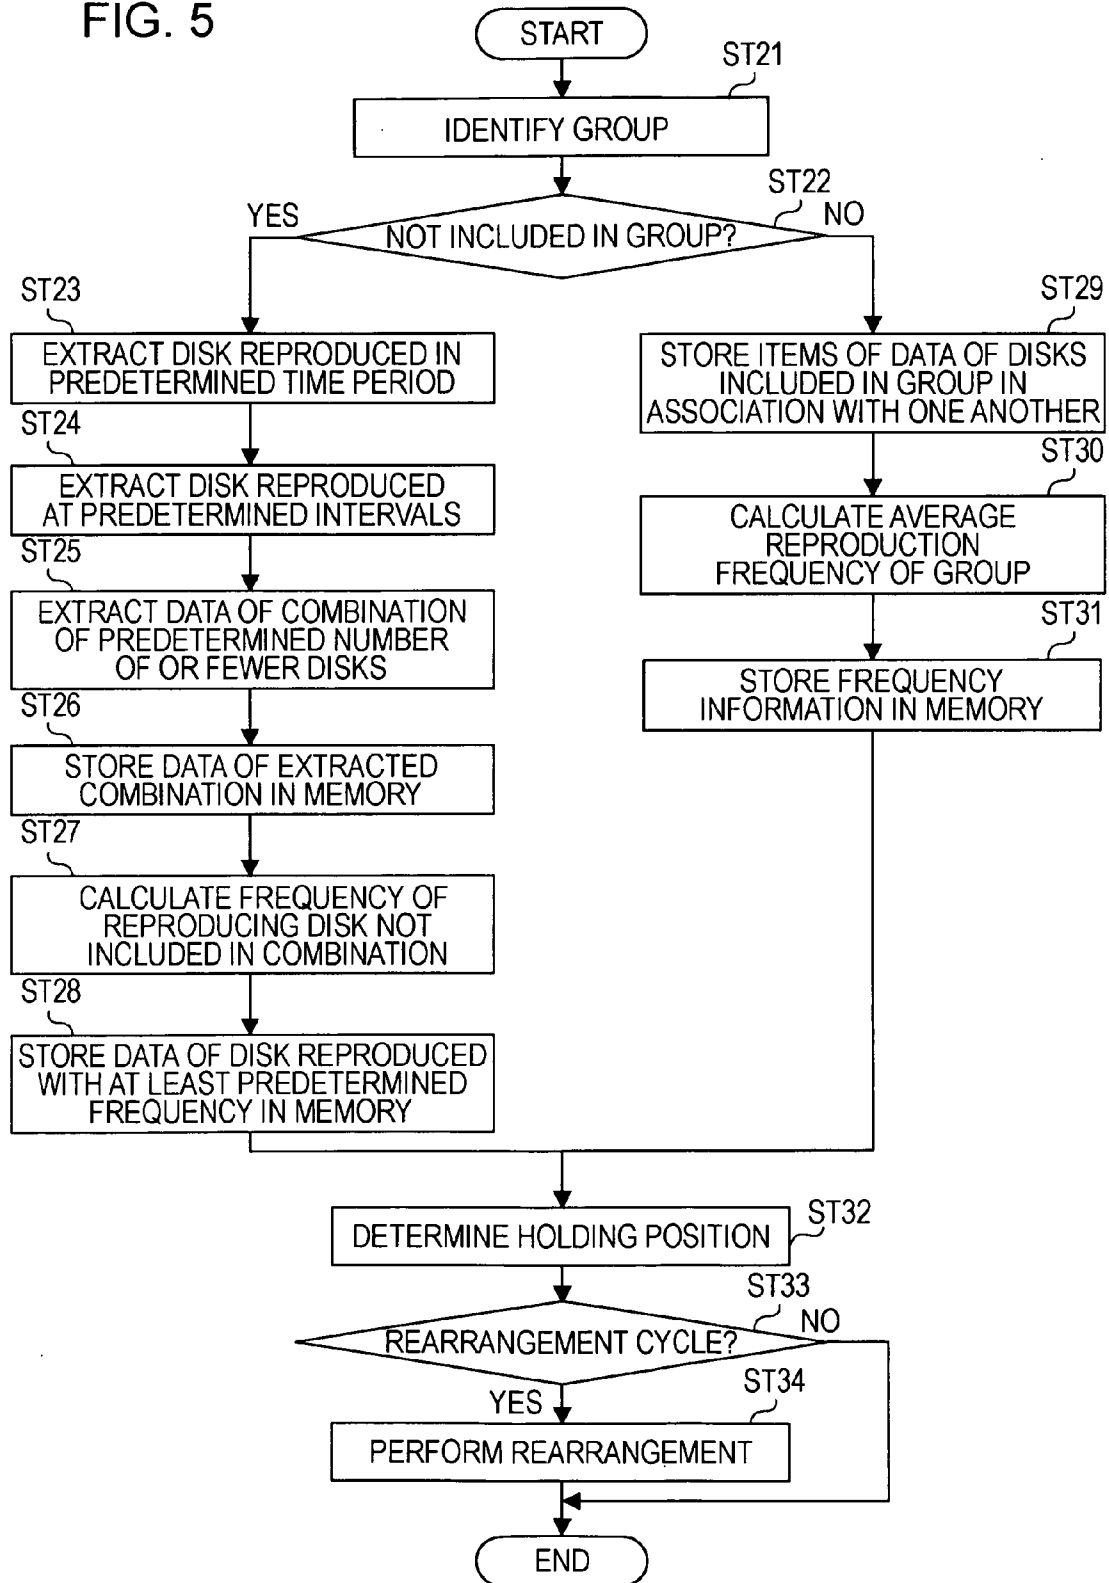 FIG. 5
START
ST21
IDENTIFY GROUP
ST22
YES
NO
NOT INCLUDED IN GROUP?
ST23
EXTRACT DISK REPRODUCED IN
PREDETERMINED TIME PERIOD
ST24
EXTRACT DISK REPRODUCED
AT PREDETERMINED INTERVALS
ST25
EXTRACT DATA OF COMBINATION
OF PREDETERMINED NUMBER
OF OR FEWER DISKS
ST26
STORE DATA OF EXTRACTED
COMBINATION IN MEMORY
ST27
CALCULATE FREQUENCY OF
REPRODUCING DISK NOT
INCLUDED IN COMBINATION
ST28
STORE DATA OF DISK REPRODUCED
WITH AT LEAST PREDETERMINED
FREQUENCY IN MEMORY
ST29
STORE ITEMS OF DATA OF DISKS
INCLUDED IN GROUP IN
ASSOCIATION WITH ONE ANOTHER
ST30
CALCULATE AVERAGE
REPRODUCTION
FREQUENCY OF GROUP
ST31
STORE FREQUENCY
INFORMATION IN MEMORY
ST32
DETERMINE HOLDING POSITION
ST33
NO
REARRANGEMENT CYCLE?
YES
ST34
PERFORM REARRANGEMENT
END